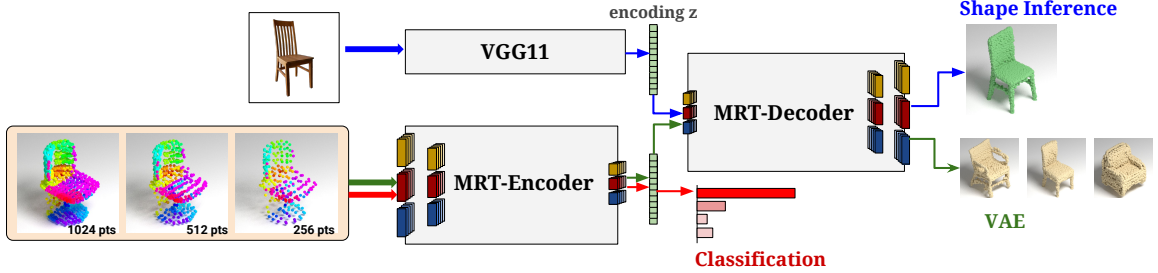 encoding z
Shape Inference
VGG11
MRT-Decoder
MRT-Encoder
1024 pts
512 pts
256 pts
VAE
Classification